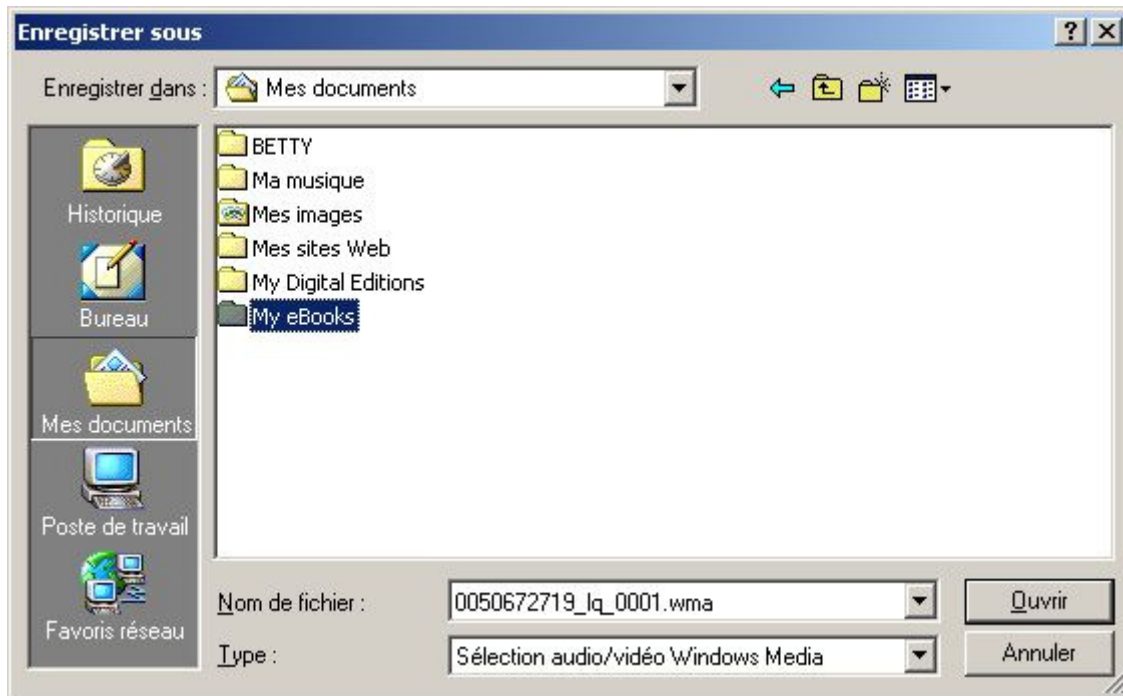 Enregistrer sous
Enregistrer dans : Mes documents
Historique
Bureau
Mes documents
Poste de travail
Favoris réseau
BETTY
Ma musique
Mes images
Mes sites Web
My Digital Editions
My eBooks
Nom de fichier : 0050672719_lq_0001.wma Ouvrir
Type : Sélection audio/vidéo Windows Media Annuler